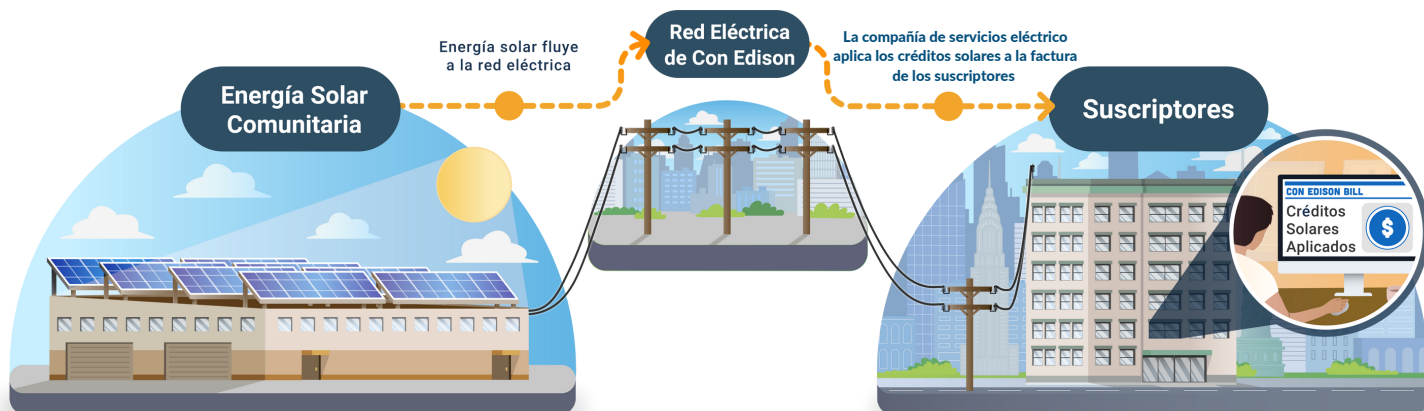 Energía Solar
Comunitaria
Energía solar fluye
a la red eléctrica
Red Eléctrica
de Con Edison
La compañía de servicios eléctrico
aplica los créditos solares a la factura
de los suscriptores
Suscriptores
CON EDISON BILL
Créditos
Solares
Aplicados
$